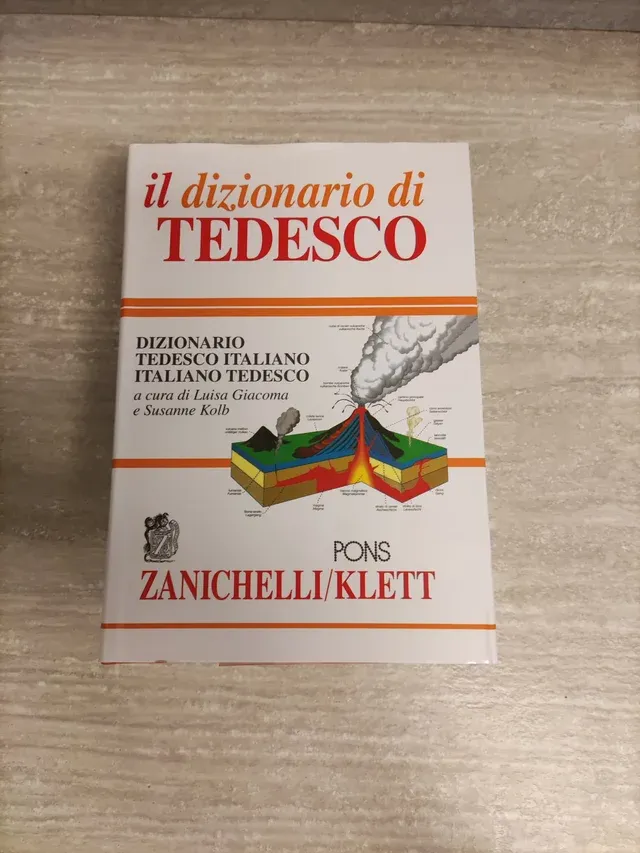 il dizionario di
TEDESCO
DIZIONARIO
TEDESCO ITALIANO
ITALIANO TEDESCO
a cura di Luisa Giacoma
e Susanne Kolb
PONS
ZANICHELLI/KLETT